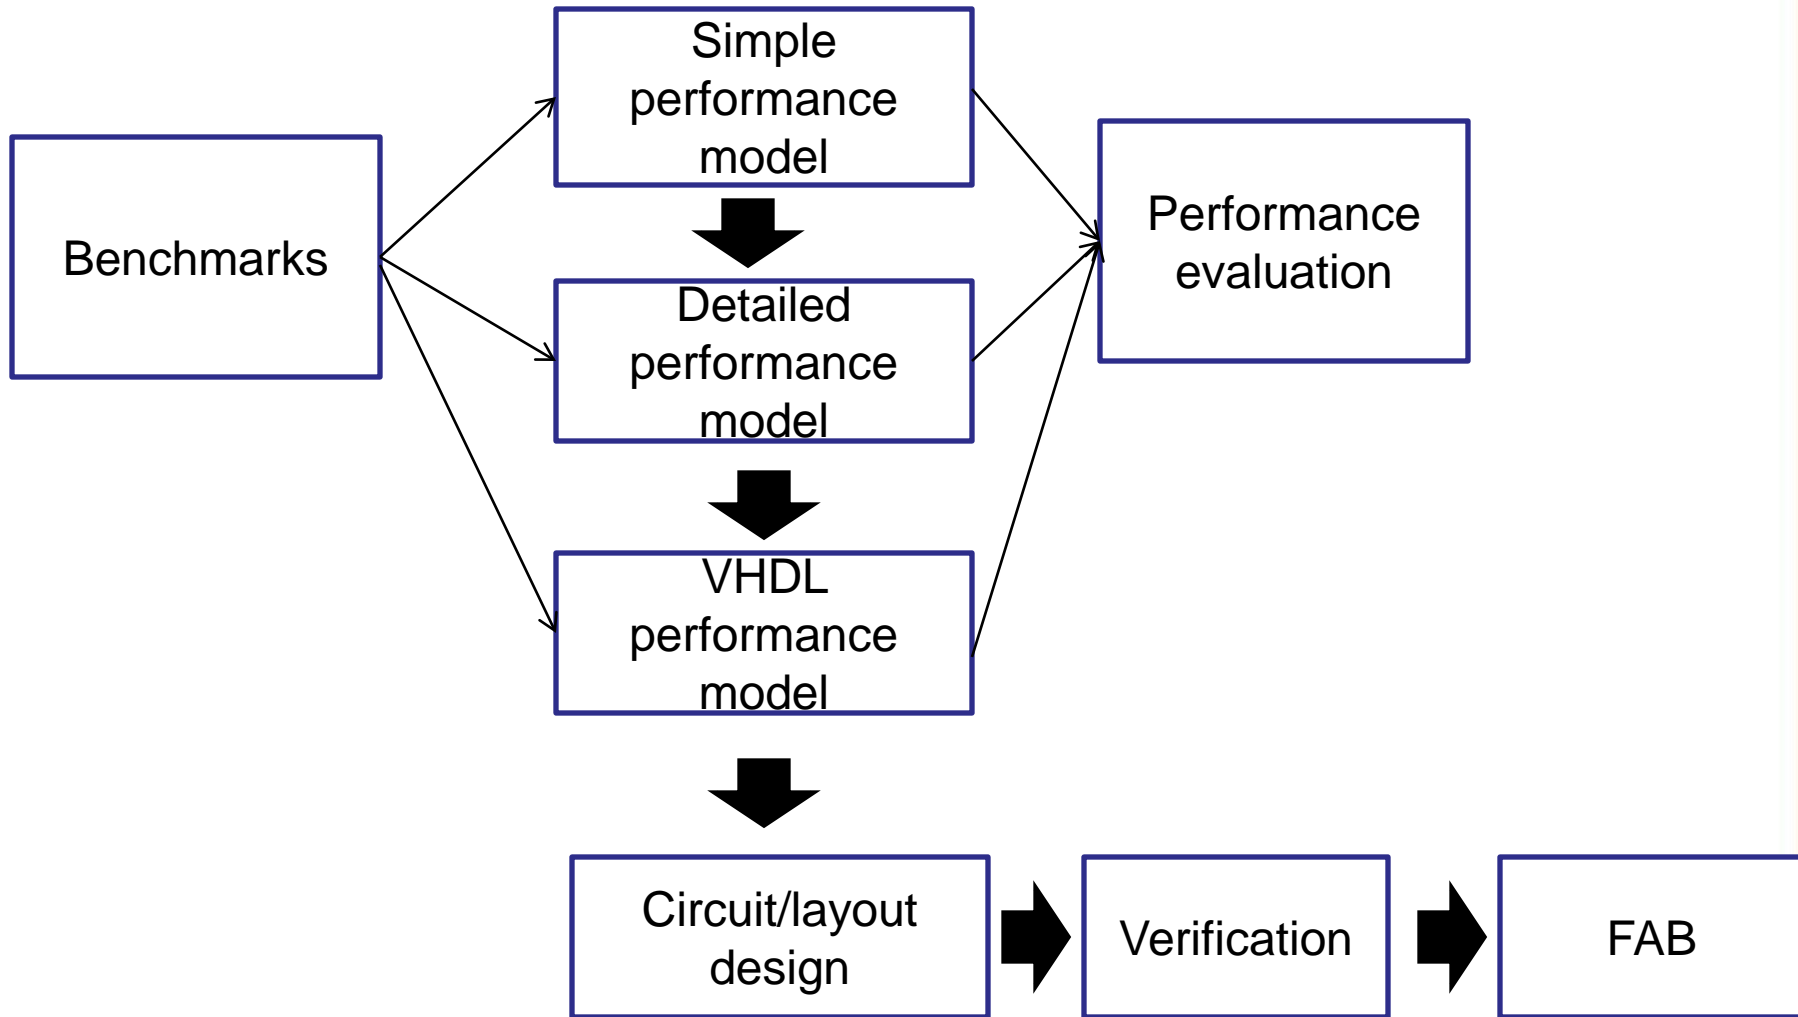 Simple
performance
model
Benchmarks
Performance
evaluation
Detailed
performance
model
VHDL
performance
model
Circuit/layout
design
Verification
FAB